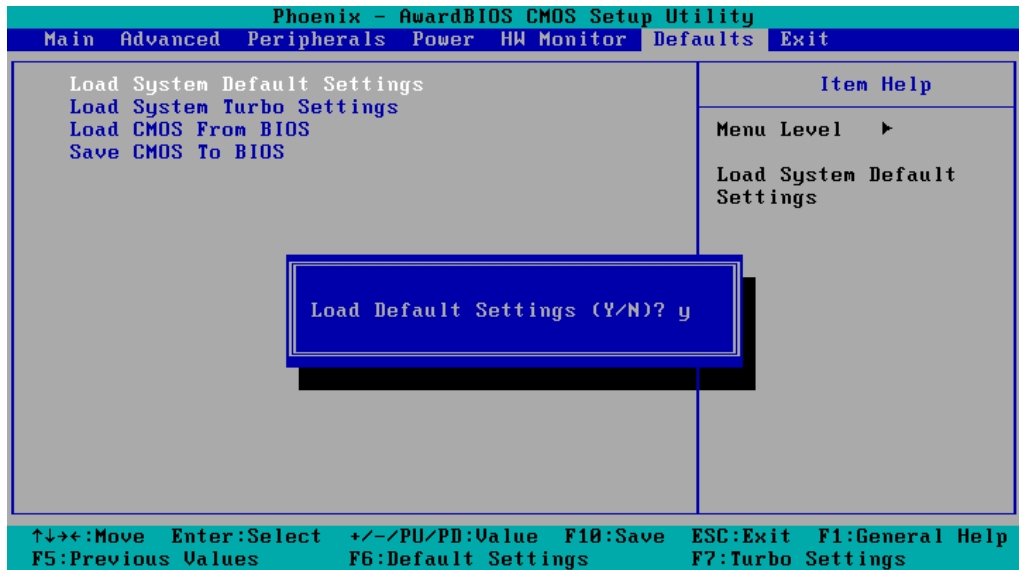 Phoenix - AwardBIOS CMOS Setup Utility
Main Advanced Peripherals Power HW Monitor Defaults Exit
Load System Default Settings
Load System Turbo Settings
Load CMOS From BIOS
Save CMOS To BIOS
Item Help
Menu Level ▶
Load System Default
Settings
Load Default Settings (Y/N)? y
↑↓→←:Move Enter:Select +/-/PU/PD:Value F10:Save ESC:Exit F1:General Help
F5:Previous Values F6:Default Settings F7:Turbo Settings